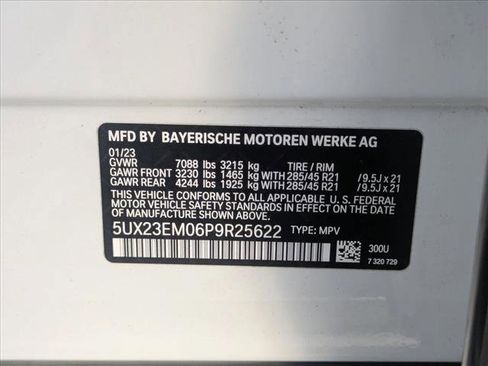 MFD BY BAYERISCHE MOTOREN WERKE AG
01/23
GVWR 7088 lbs 3215 kg TIRE / RIM
GAWR FRONT 3230 lbs 1465 kg WITH 285/45 R21 / 9.5J x 21
GAWR REAR 4244 lbs 1925 kg WITH 285/45 R21 / 9.5J x 21
THIS VEHICLE CONFORMS TO ALL APPLICABLE U.S. FEDERAL
MOTOR VEHICLE SAFETY STANDARDS IN EFFECT ON THE
DATE OF MANUFACTURE SHOWN ABOVE.
5UX23EM06P9R25622 TYPE: MPV
300U
7 320 729